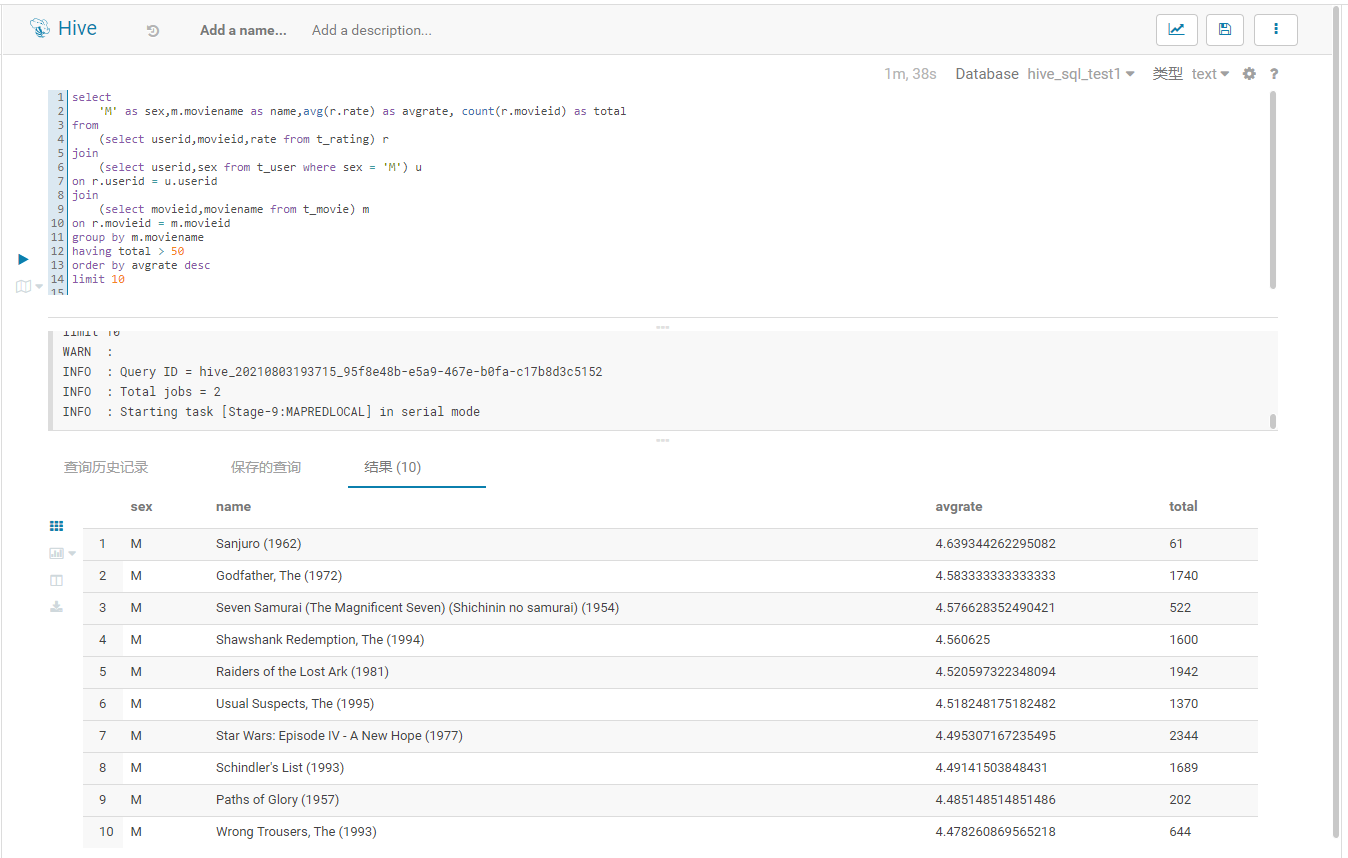 Hive
Add a name...
Add a description...
1m, 38s Database hive_sql_test1 类型 text ?
1 select
2 'M' as sex,m.moviename as name,avg(r.rate) as avgrate, count(r.movieid) as total
3 from
4 (select userid,movieid,rate from t_rating) r
5 join
6 (select userid,sex from t_user where sex = 'M') u
7 on r.userid = u.userid
8 join
9 (select movieid,moviename from t_movie) m
10 on r.movieid = m.movieid
11 group by m.moviename
12 having total > 50
13 order by avgrate desc
14 limit 10
15
limit 10
WARN :
INFO : Query ID = hive_20210803193715_95f8e48b-e5a9-467e-b0fa-c17b8d3c5152
INFO : Total jobs = 2
INFO : Starting task [Stage-9:MAPREDLOCAL] in serial mode
查询历史记录 保存的查询 结果 (10)
sex name avgrate total
1 M Sanjuro (1962) 4.639344262295082 61
2 M Godfather, The (1972) 4.583333333333333 1740
3 M Seven Samurai (The Magnificent Seven) (Shichinin no samurai) (1954) 4.576628352490421 522
4 M Shawshank Redemption, The (1994) 4.560625 1600
5 M Raiders of the Lost Ark (1981) 4.520597322348094 1942
6 M Usual Suspects, The (1995) 4.518248175182482 1370
7 M Star Wars: Episode IV - A New Hope (1977) 4.495307167235495 2344
8 M Schindler's List (1993) 4.49141503848431 1689
9 M Paths of Glory (1957) 4.485148514851486 202
10 M Wrong Trousers, The (1993) 4.478260869565218 644